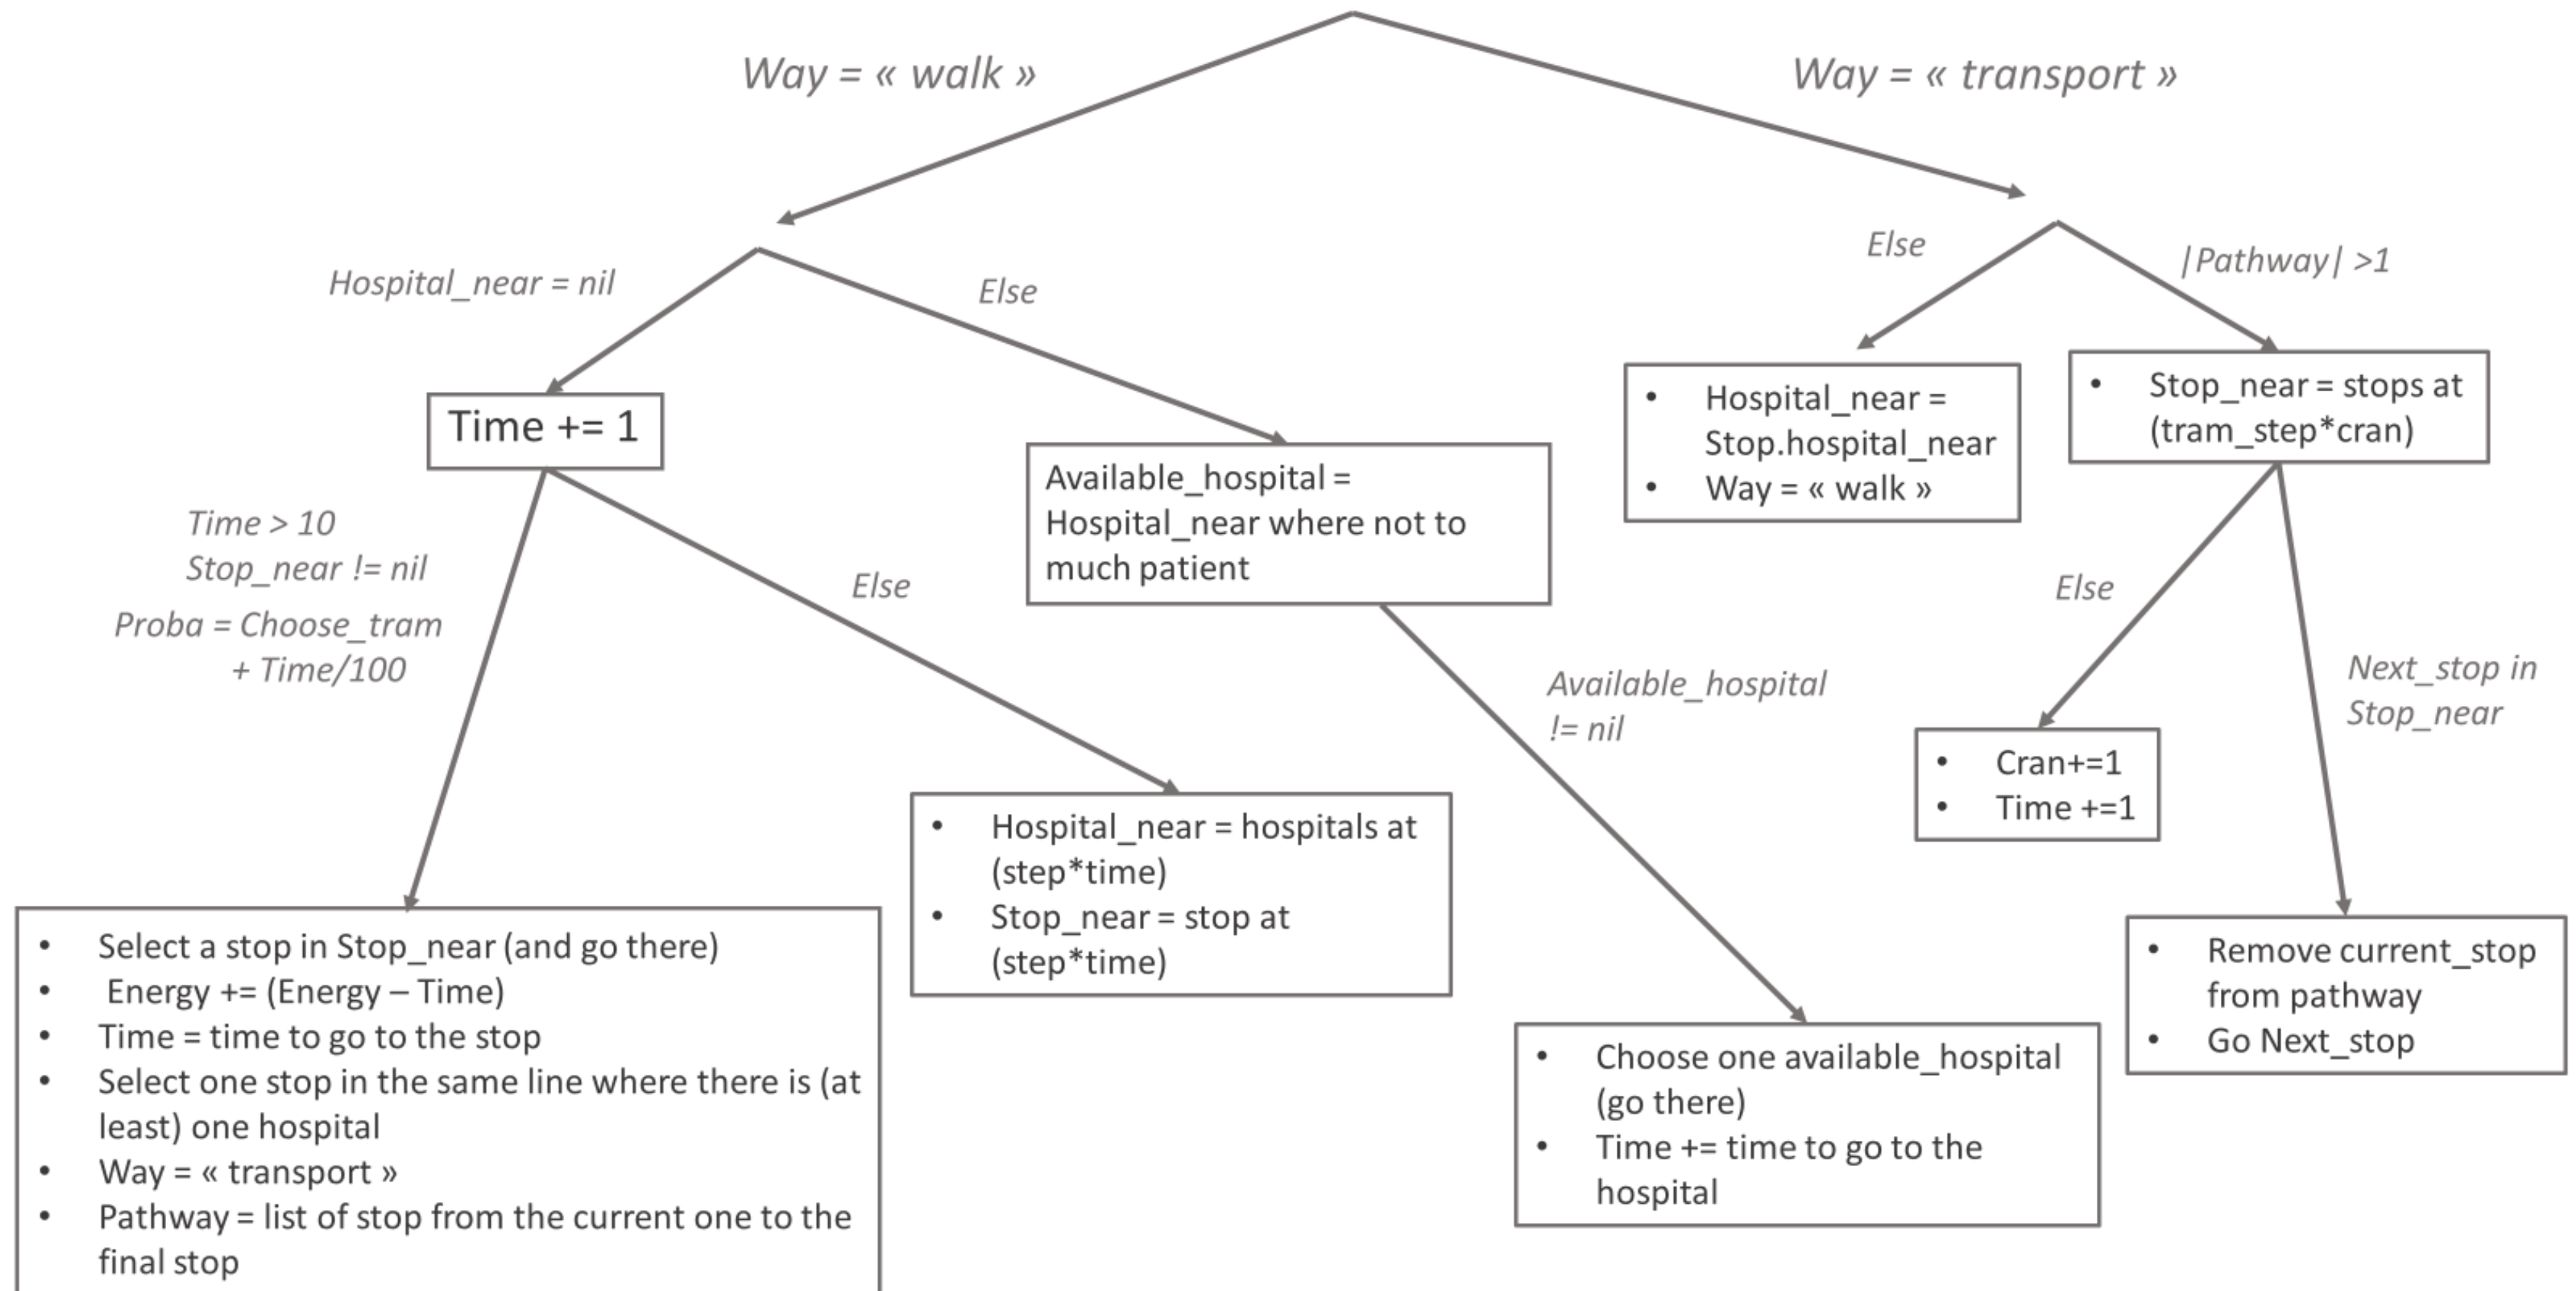 Way = « walk »
Way = « transport »
Hospital_near = nil
Else
Else
|Pathway| >1
Time += 1
Available_hospital =
Hospital_near where not to
much patient
• Hospital_near =
Stop.hospital_near
• Way = « walk »
• Stop_near = stops at
(tram_step*cran)
Time > 10
Stop_near != nil
Proba = Choose_tram
+ Time/100
Else
Available_hospital
!= nil
Else
Next_stop in
Stop_near
• Select a stop in Stop_near (and go there)
• Energy += (Energy – Time)
• Time = time to go to the stop
• Select one stop in the same line where there is (at
least) one hospital
• Way = « transport »
• Pathway = list of stop from the current one to the
final stop
• Hospital_near = hospitals at
(step*time)
• Stop_near = stop at
(step*time)
• Choose one available_hospital
(go there)
• Time += time to go to the
hospital
• Cran+=1
• Time +=1
• Remove current_stop
from pathway
• Go Next_stop